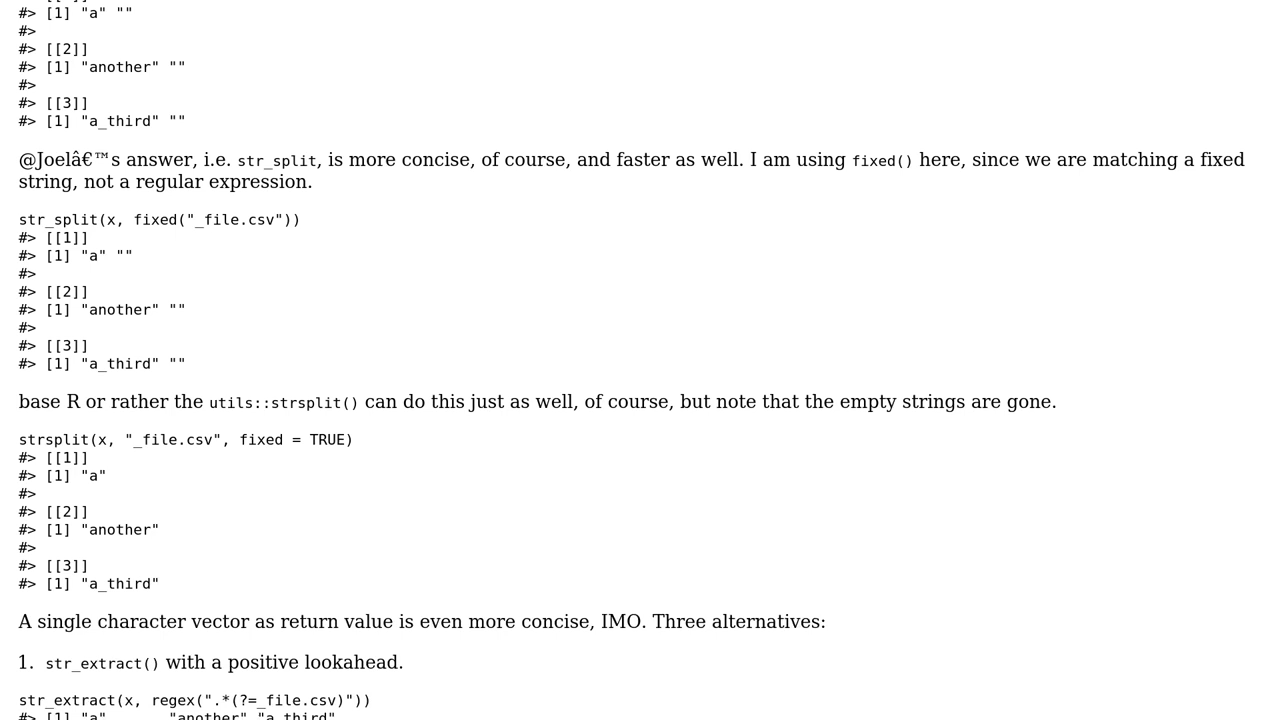 #> [1] "a" ""
#>
#> [[2]]
#> [1] "another" ""
#>
#> [[3]]
#> [1] "a_third" ""
@Joelâ€™s answer, i.e. str_split, is more concise, of course, and faster as well. I am using fixed() here, since we are matching a fixed
string, not a regular expression.
str_split(x, fixed("_file.csv"))
#> [[1]]
#> [1] "a" ""
#>
#> [[2]]
#> [1] "another" ""
#>
#> [[3]]
#> [1] "a_third" ""
base R or rather the utils::strsplit() can do this just as well, of course, but note that the empty strings are gone.
strsplit(x, "_file.csv", fixed = TRUE)
#> [[1]]
#> [1] "a"
#>
#> [[2]]
#> [1] "another"
#>
#> [[3]]
#> [1] "a_third"
A single character vector as return value is even more concise, IMO. Three alternatives:
1. str_extract() with a positive lookahead.
str_extract(x, regex(".*(?=_file.csv)"))
#> [1] "a"       "another" "a_third"